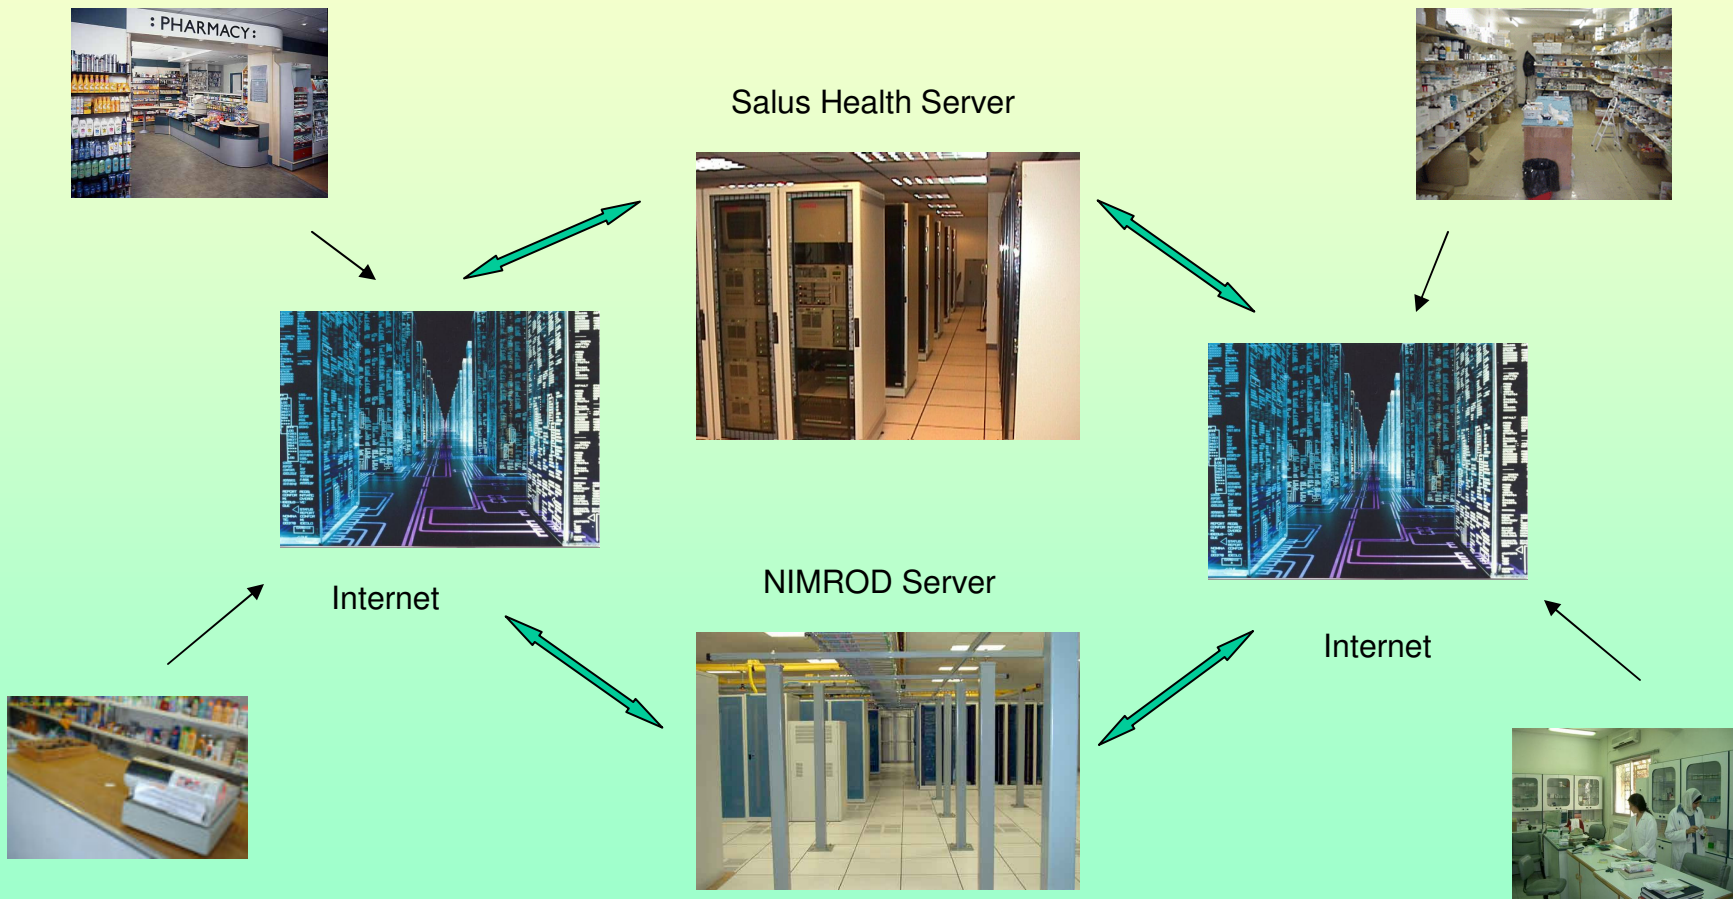 : PHARMACY:
Salus Health Server
Internet
NIMROD Server
Internet